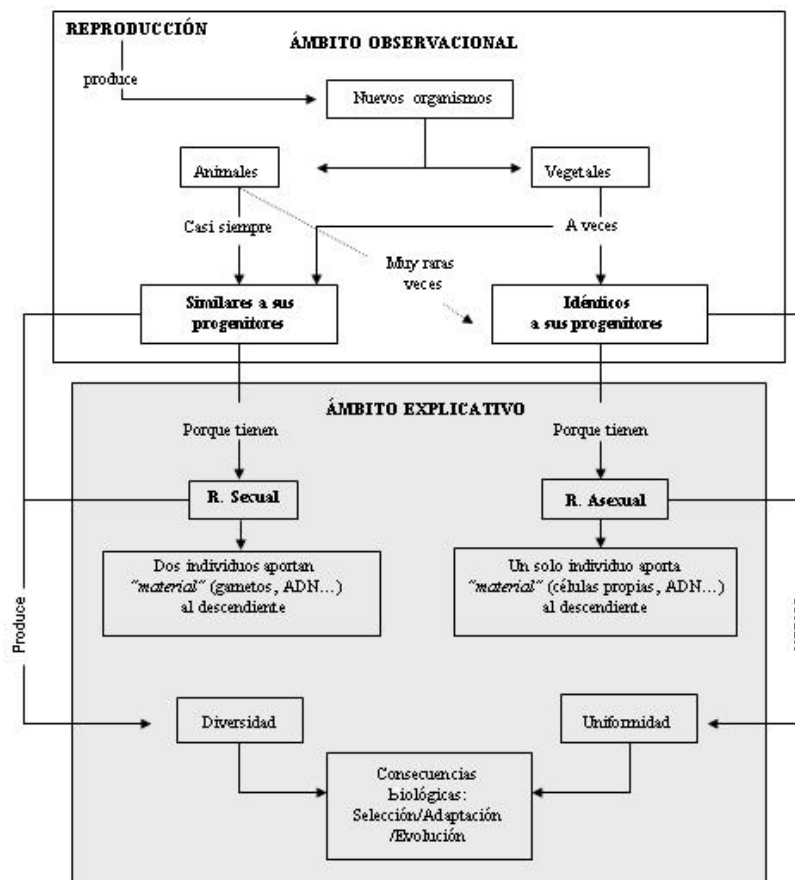 REPRODUCCIÓN
ÁMBITO OBSERVACIONAL
produce
Nuevos organismos
Animales
Vegetales
Casi siempre
A veces
Muy raras
veces
Similares a sus
progenitores
Idénticos
a sus progenitores
ÁMBITO EXPLICATIVO
Porque tienen
Porque tienen
R. Sexual
R. Asexual
Dos individuos aportan
"material" (gametos, ADN...)
al descendiente
Un solo individuo aporta
"material" (células propias, ADN...)
al descendiente
Produce
Diversidad
Uniformidad
Consecuencias
biológicas:
Selección/Adaptación
/Evolución